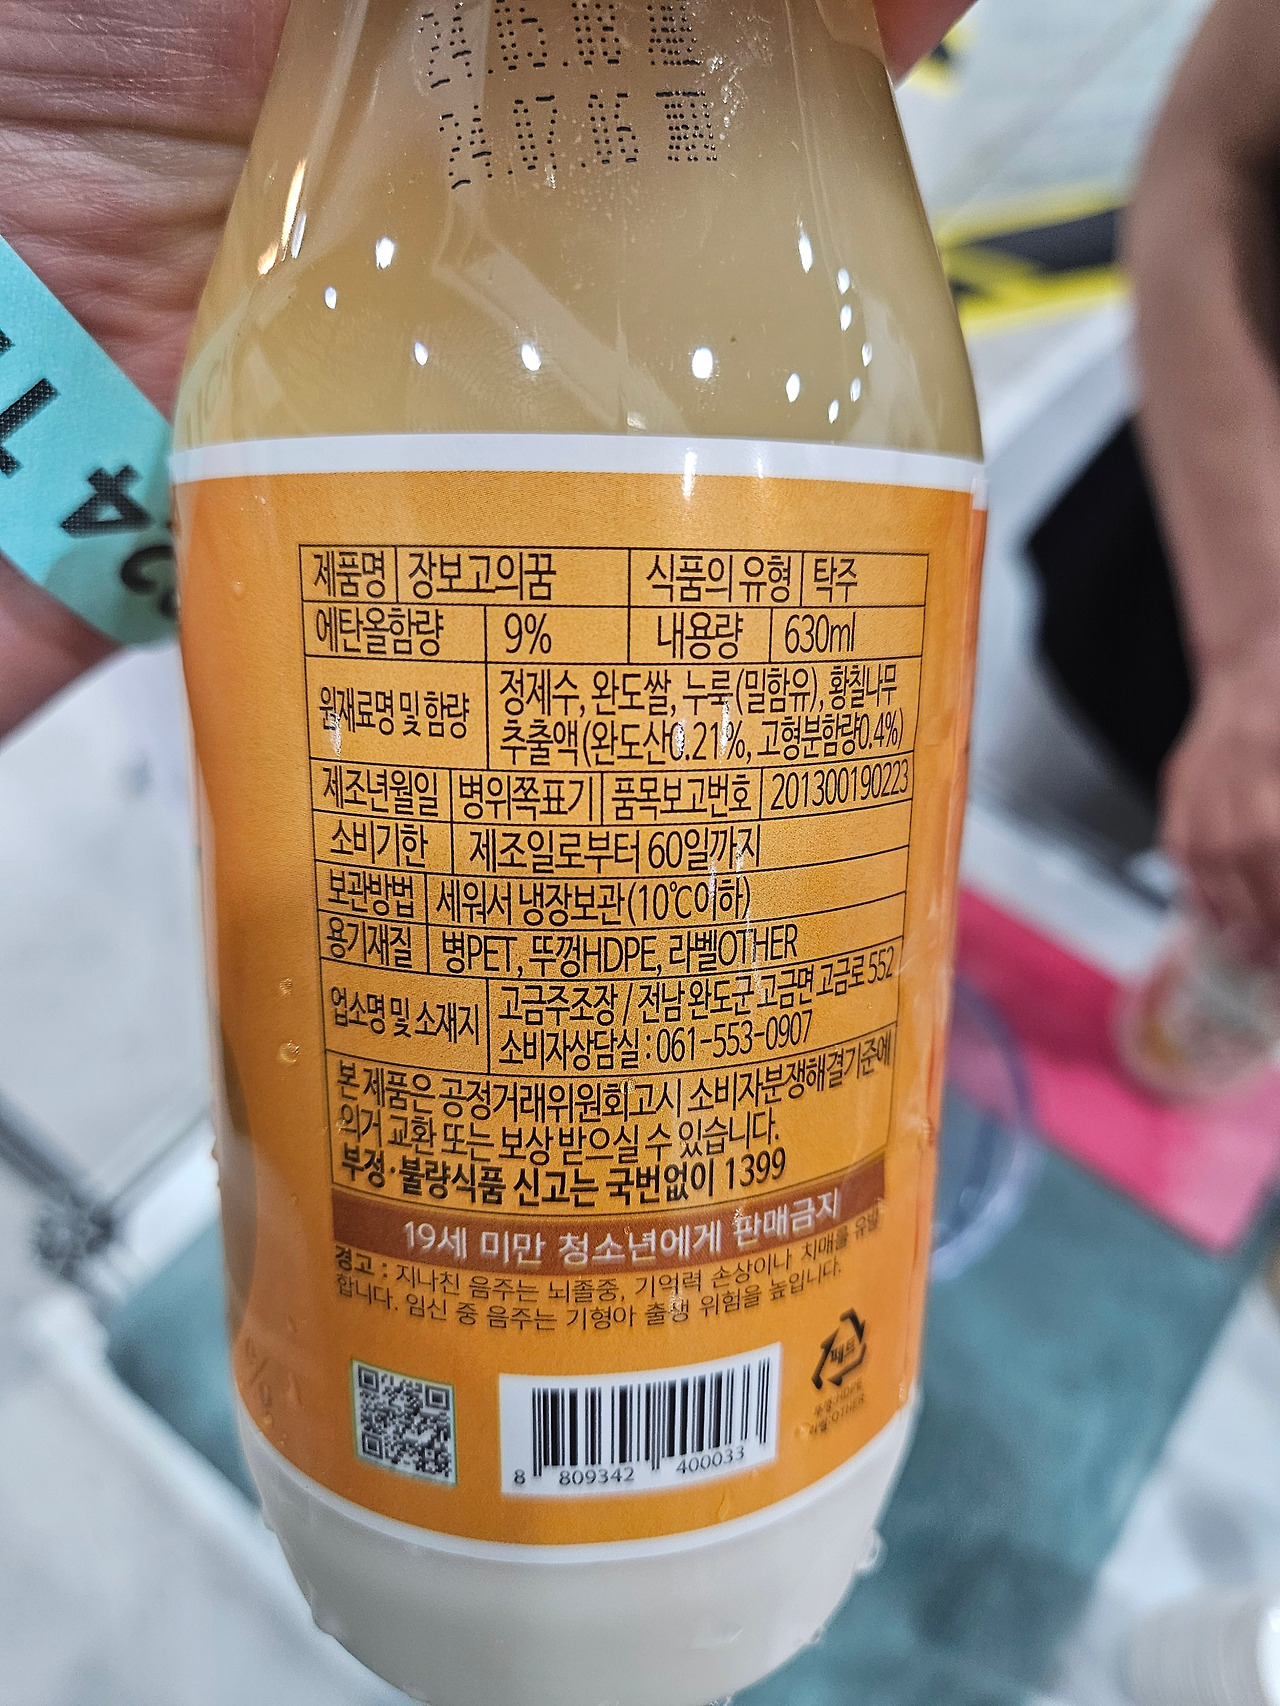 24.07.16
제품명 장보고의꿈 식품의 유형 탁주
에탄올함량 9% 내용량 630ml
원재료명 및 함량 정제수, 완도쌀, 누룩(밀함유), 황칠나무
추출액(완도산0.21%, 고형분함량0.4%)
제조년월일 병위쪽표기 품목보고번호 201300190223
소비기한 제조일로부터 60일까지
보관방법 세워서 냉장보관(10℃이하)
용기재질 병PET, 뚜껑HDPE, 라벨OTHER
업소명 및 소재지 고금주조장 / 전남 완도군 고금면 고금로 552
소비자상담실 : 061-553-0907
본 제품은 공정거래위원회고시 소비자분쟁해결기준에
의거 교환 또는 보상 받으실 수 있습니다.
부정·불량식품 신고는 국번없이 1399
19세 미만 청소년에게 판매금지
경고 : 지나친 음주는 뇌졸중, 기억력 손상이나 치매를 유발
합니다. 임신 중 음주는 기형아 출생 위험을 높입니다.
페트
뚜껑:HDPE
라벨:OTHER
8 809342 400033